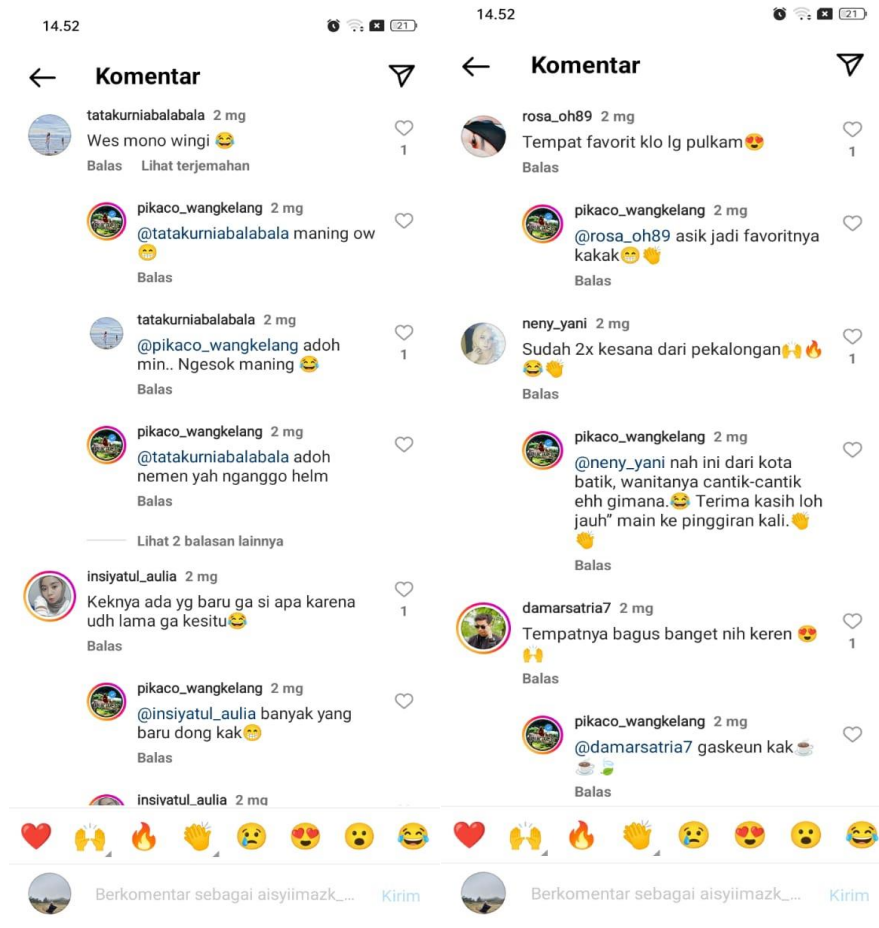 14.52
21
Komentar
tatakurniabalabala 2 mg
Wes mono wingi 😂
1
Balas Lihat terjemahan
pikaco_wangkelang 2 mg
@tatakurniabalabala maning ow
😁
Balas
tatakurniabalabala 2 mg
@pikaco_wangkelang adoh
min.. Ngesok maning 😂
1
Balas
pikaco_wangkelang 2 mg
@tatakurniabalabala adoh
nemen yah nganggo helm
Balas
Lihat 2 balasan lainnya
insiyatul_aulia 2 mg
Keknya ada yg baru ga si apa karena
udh lama ga kesitu😂
1
Balas
pikaco_wangkelang 2 mg
@insiyatul_aulia banyak yang
baru dong kak😁
Balas
insiyatul_aulia 2 mg
Berkomentar sebagai aisyiimazk_... Kirim
14.52
21
Komentar
rosa_oh89 2 mg
Tempat favorit klo lg pulkam😍
1
Balas
pikaco_wangkelang 2 mg
@rosa_oh89 asik jadi favoritnya
kakak😁👏
Balas
neny_yani 2 mg
Sudah 2x kesana dari pekalongan🙌🔥
😂👏
1
Balas
pikaco_wangkelang 2 mg
@neny_yani nah ini dari kota
batik, wanitanya cantik-cantik
ehh gimana.😂 Terima kasih loh
jauh” main ke pinggiran kali.👏
👏
Balas
damarsatria7 2 mg
Tempatnya bagus banget nih keren 😍
🙌
1
Balas
pikaco_wangkelang 2 mg
@damarsatria7 gaskeun kak☕
☕🍃
Balas
Berkomentar sebagai aisyiimazk_... Kirim